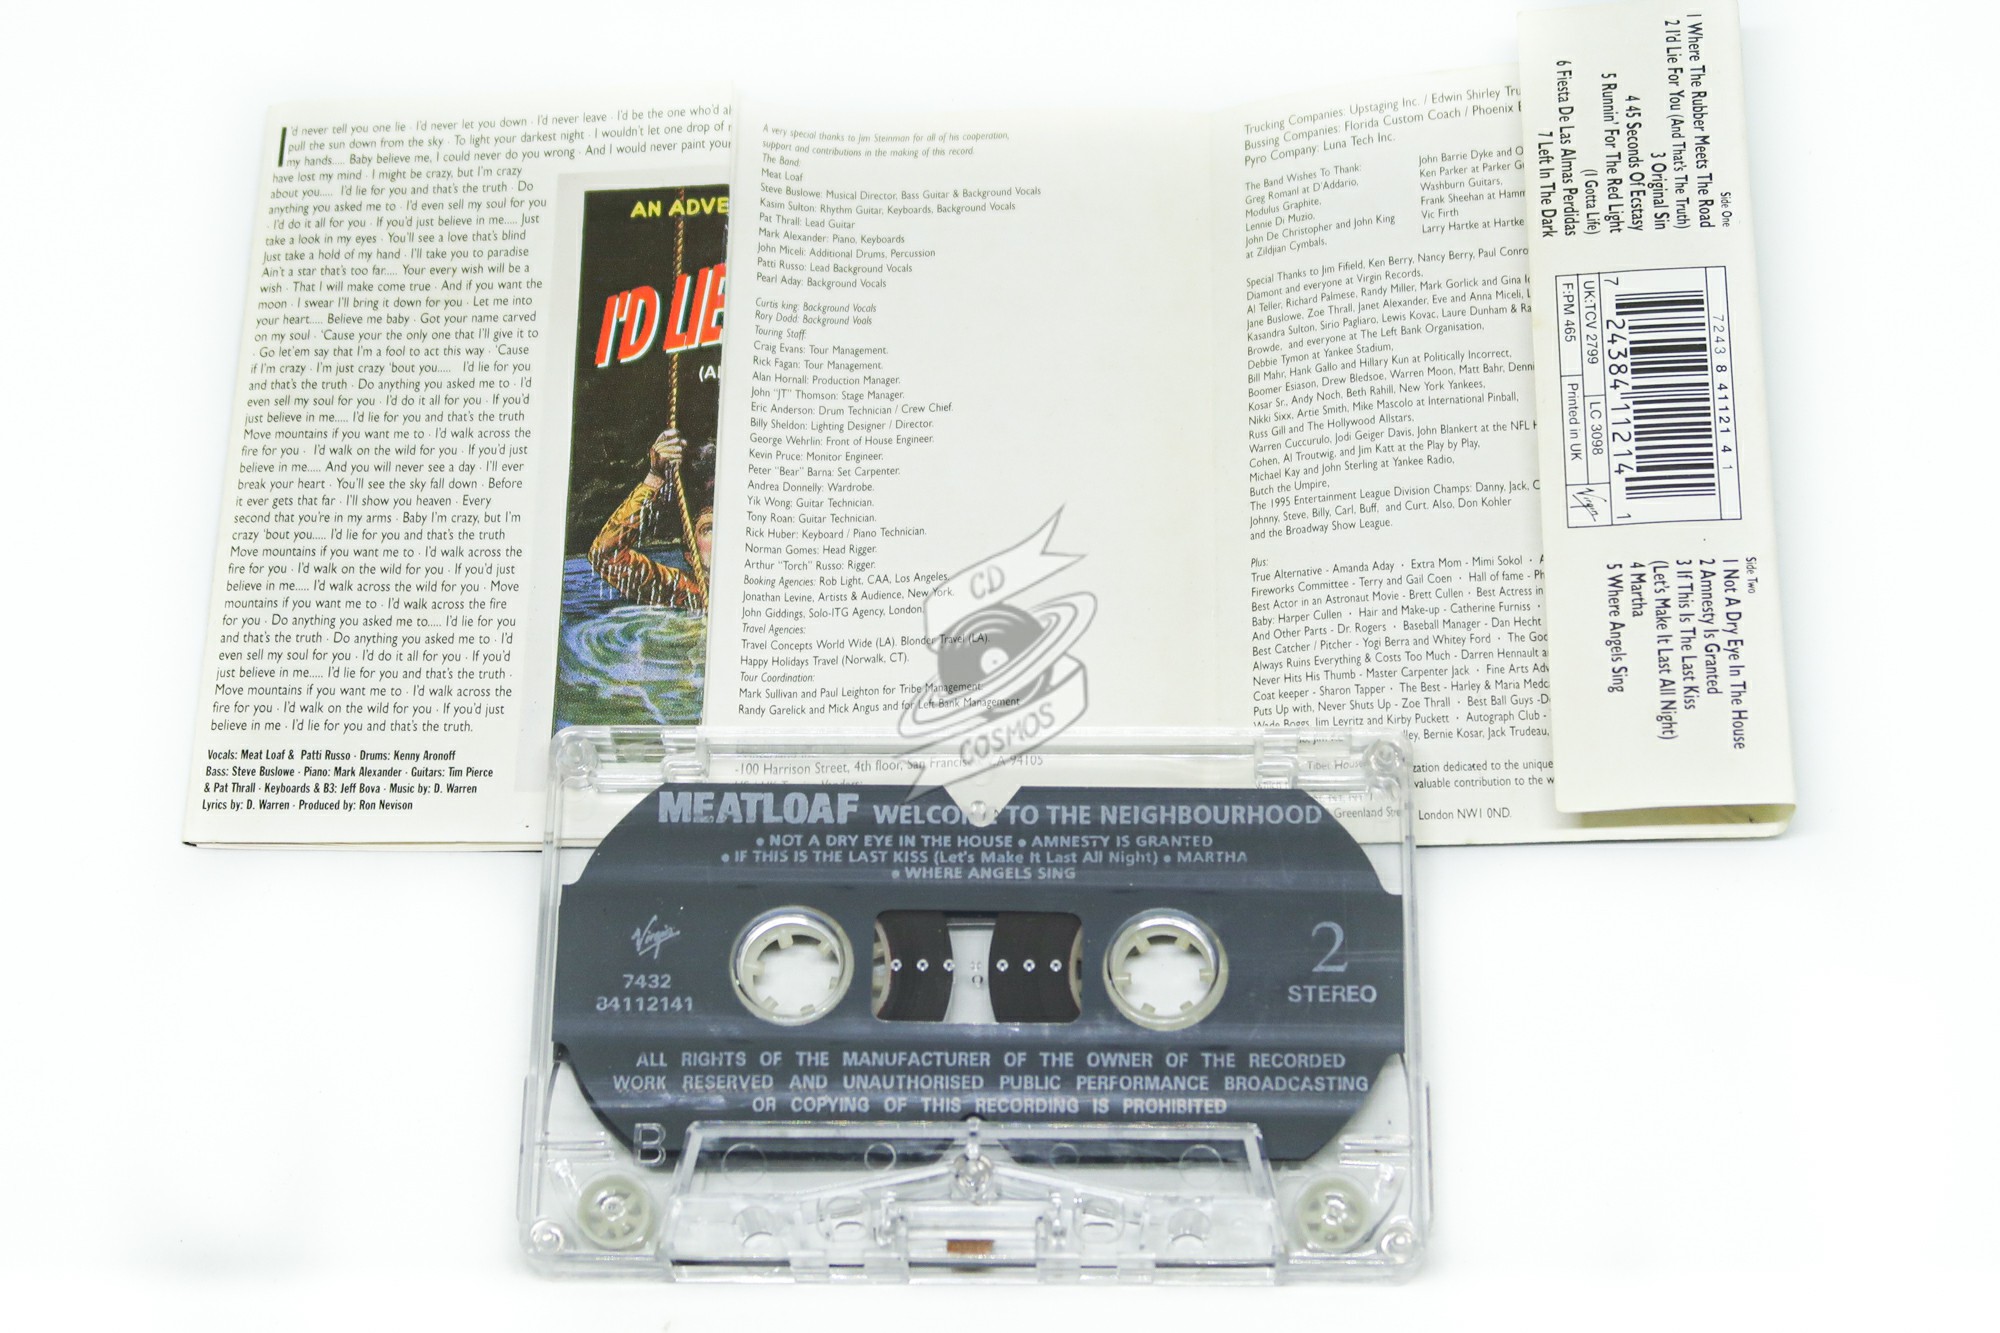 I'd never tell you one lie · I'd never let you down · I'd never leave · I'd be the one who'd
pull the sun down from the sky · To light your darkest night · I wouldn't let one drop of
my hands..... Baby believe me, I could never do you wrong · And I would never paint your
have lost my mind · I might be crazy, but I'm crazy
about you..... I'd lie for you and that's the truth · Do
anything you asked me to · I'd even sell my soul for you
· I'd do it all for you · If you'd just believe in me..... Just
take a look in my eyes · You'll see a love that's blind
Just take a hold of my hand · I'll take you to paradise
Ain't a star that's too far..... Your every wish will be a
wish · That I will make come true · And if you want the
moon · I swear I'll bring it down for you · Let me into
your heart..... Believe me baby · Got your name carved
on my soul · 'Cause your the only one that I'll give it to
· Go let'em say that I'm a fool to act this way · 'Cause
if I'm crazy · I'm just crazy 'bout you..... I'd lie for you
and that's the truth · Do anything you asked me to · I'd
even sell my soul for you · I'd do it all for you · If you'd
just believe in me..... I'd lie for you and that's the truth
Move mountains if you want me to · I'd walk across the
fire for you · I'd walk on the wild for you · If you'd just
believe in me..... And you will never see a day · I'll ever
break your heart · You'll see the sky fall down · Before
it ever gets that far · I'll show you heaven · Every
second that you're in my arms · Baby I'm crazy, but I'm
crazy 'bout you..... I'd lie for you and that's the truth
Move mountains if you want me to · I'd walk across the
fire for you · I'd walk on the wild for you · If you'd just
believe in me..... I'd walk across the wild for you · Move
mountains if you want me to · I'd walk across the fire
for you · Do anything you asked me to..... I'd lie for you
and that's the truth · Do anything you asked me to · I'd
even sell my soul for you · I'd do it all for you · If you'd
just believe in me..... I'd lie for you and that's the truth ·
Move mountains if you want me to · I'd walk across the
fire for you · I'd walk on the wild for you · If you'd just
believe in me · I'd lie for you and that's the truth.
Vocals: Meat Loaf & Patti Russo · Drums: Kenny Aronoff
Bass: Steve Buslowe · Piano: Mark Alexander · Guitars: Tim Pierce
& Pat Thrall · Keyboards & B3: Jeff Bova · Music by: D. Warren
Lyrics by: D. Warren · Produced by: Ron Nevison
AN ADVE
I'D LIE
A very special thanks to Jim Steinman for all of his cooperation,
support and contributions in the making of this record.
The Band:
Meat Loaf
Steve Buslowe: Musical Director, Bass Guitar & Background Vocals
Kasim Sulton: Rhythm Guitar, Keyboards, Background Vocals
Pat Thrall: Lead Guitar
Mark Alexander: Piano, Keyboards
John Miceli: Additional Drums, Percussion
Patti Russo: Lead Background Vocals
Pearl Aday: Background Vocals
Curtis king: Background Vocals
Rory Dodd: Background Voals
Touring Staff:
Craig Evans: Tour Management.
Rick Fagan: Tour Management.
Alan Hornall: Production Manager.
John "JT" Thomson: Stage Manager.
Eric Anderson: Drum Technician / Crew Chief.
Billy Sheldon: Lighting Designer / Director.
George Wehrlin: Front of House Engineer.
Kevin Pruce: Monitor Engineer.
Peter "Bear" Barna: Set Carpenter.
Andrea Donnelly: Wardrobe.
Yik Wong: Guitar Technician.
Tony Roan: Guitar Technician.
Rick Huber: Keyboard / Piano Technician.
Norman Gomes: Head Rigger.
Arthur "Torch" Russo: Rigger.
Booking Agencies: Rob Light, CAA, Los Angeles,
Jonathan Levine, Artists & Audience, New York.
John Giddings, Solo-ITG Agency, London.
Travel Agencies:
Travel Concepts World Wide (LA). Blonder Travel (LA).
Happy Holidays Travel (Norwalk, CT).
Tour Coordination:
Mark Sullivan and Paul Leighton for Tribe Management.
Randy Garelick and Mick Angus and for Left Bank Management.
-100 Harrison Street, 4th floor, San Francis 94105
Trucking Companies: Upstaging Inc. / Edwin Shirley
Bussing Companies: Florida Custom Coach / Phoenix
Pyro Company: Luna Tech Inc.
The Band Wishes To Thank:
Greg Romanl at D'Addario,
Modulus Graphite,
Lennie Di Muzio,
John De Christopher and John King
at Zildjian Cymbals,
John Barrie Dyke and
Ken Parker at Parker
Washburn Guitars,
Frank Sheehan at
Vic Firth
Larry Hartke at Hartke
Special Thanks to Jim Fifield, Ken Berry, Nancy Berry, Paul
Diamont and everyone at Virgin Records,
Al Teller, Richard Palmese, Randy Miller, Mark Gorlick and Gina
Jane Buslowe, Zoe Thrall, Janet Alexander, Eve and Anna Miceli,
Kasandra Sulton, Sirio Pagliaro, Lewis Kovac, Laure Dunham &
Browde, and everyone at The Left Bank Organisation,
Debbie Tymon at Yankee Stadium,
Bill Mahr, Hank Gallo and Hillary Kun at Politically Incorrect,
Boomer Esiason, Drew Bledsoe, Warren Moon, Matt Bahr,
Kosar Sr., Andy Noch, Beth Rahill, New York Yankees,
Nikki Sixx, Artie Smith, Mike Mascolo at International Pinball,
Russ Gill and The Hollywood Allstars,
Warren Cuccurulo, Jodi Geiger Davis, John Blankert at the NFL
Cohen, Al Troutwig, and Jim Katt at the Play by Play,
Michael Kay and John Sterling at Yankee Radio,
Butch the Umpire,
The 1995 Entertainment League Division Champs: Danny, Jack,
Johnny, Steve, Billy, Carl, Buff, and Curt. Also, Don Kohler
and the Broadway Show League.
Plus:
True Alternative - Amanda Aday · Extra Mom - Mimi Sokol ·
Fireworks Committee - Terry and Gail Coen · Hall of fame -
Best Actor in an Astronaut Movie - Brett Cullen · Best Actress in
Baby: Harper Cullen · Hair and Make-up - Catherine Furniss ·
And Other Parts - Dr. Rogers · Baseball Manager - Dan Hecht
Best Catcher / Pitcher - Yogi Berra and Whitey Ford · The
Always Ruins Everything & Costs Too Much - Darren Hennault
Never Hits His Thumb - Master Carpenter Jack · Fine Arts
Coat keeper - Sharon Tapper · The Best - Harley & Maria
Puts Up with, Never Shuts Up - Zoe Thrall · Best Ball Guys -
Wade Boggs, Jim Leyritz and Kirby Puckett · Autograph Club -
Bernie Kosar, Jack Trudeau,
Tibet House dedicated to the unique
valuable contribution to the
Greenland London NW1 0ND.
Side One
1 Where The Rubber Meets The Road
2 I'd Lie For You (And That's The Truth)
3 Original Sin
4 45 Seconds Of Ecstasy
5 Runnin' For The Red Light
(I Gotta Life)
6 Fiesta De Las Almas Perdidas
7 Left In The Dark
7243 8 41121 4 1
7 24384 11214 1
UK:TCV 2799
LC 3098
F:PM 465
Printed in UK
Virgin
Side Two
1 Not A Dry Eye In The House
2 Amnesty Is Granted
3 If This Is The Last Kiss
(Let's Make It Last All Night)
4 Martha
5 Where Angels Sing
CD
COSMOS
MEATLOAF WELCOME TO THE NEIGHBOURHOOD
● NOT A DRY EYE IN THE HOUSE ● AMNESTY IS GRANTED
● IF THIS IS THE LAST KISS (Let's Make It Last All Night) ● MARTHA
● WHERE ANGELS SING
Virgin
7432
84112141
2
STEREO
ALL RIGHTS OF THE MANUFACTURER OF THE OWNER OF THE RECORDED
WORK RESERVED AND UNAUTHORISED PUBLIC PERFORMANCE BROADCASTING
OR COPYING OF THIS RECORDING IS PROHIBITED
B